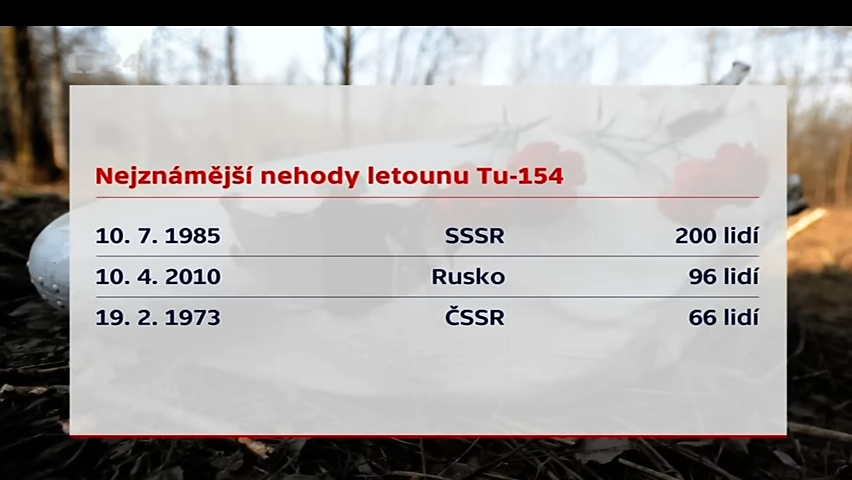 24
Nejznámější nehody letounu Tu-154
10. 7. 1985 SSSR 200 lidí
10. 4. 2010 Rusko 96 lidí
19. 2. 1973 ČSSR 66 lidí